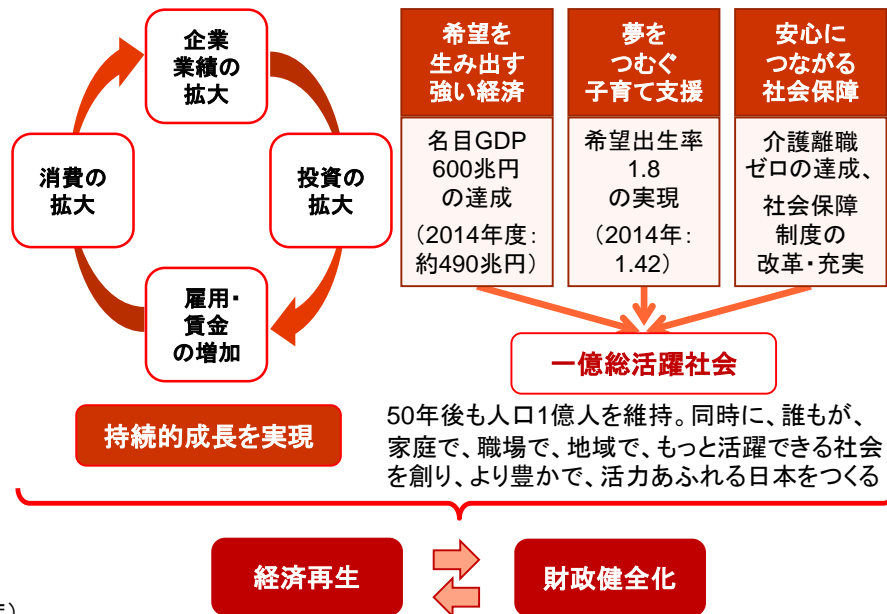 企業
業績の
拡大
投資の
拡大
雇用・
賃金
の増加
消費の
拡大
持続的成長を実現
希望を
生み出す
強い経済
名目GDP
600兆円
の達成
（2014年度：
約490兆円）
夢を
つむぐ
子育て支援
希望出生率
1.8
の実現
（2014年：
1.42）
安心に
つながる
社会保障
介護離職
ゼロの達成、
社会保障
制度の
改革・充実
一億総活躍社会
50年後も人口1億人を維持。同時に、誰もが、
家庭で、職場で、地域で、もっと活躍できる社会
を創り、より豊かで、活力あふれる日本をつくる
経済再生
財政健全化